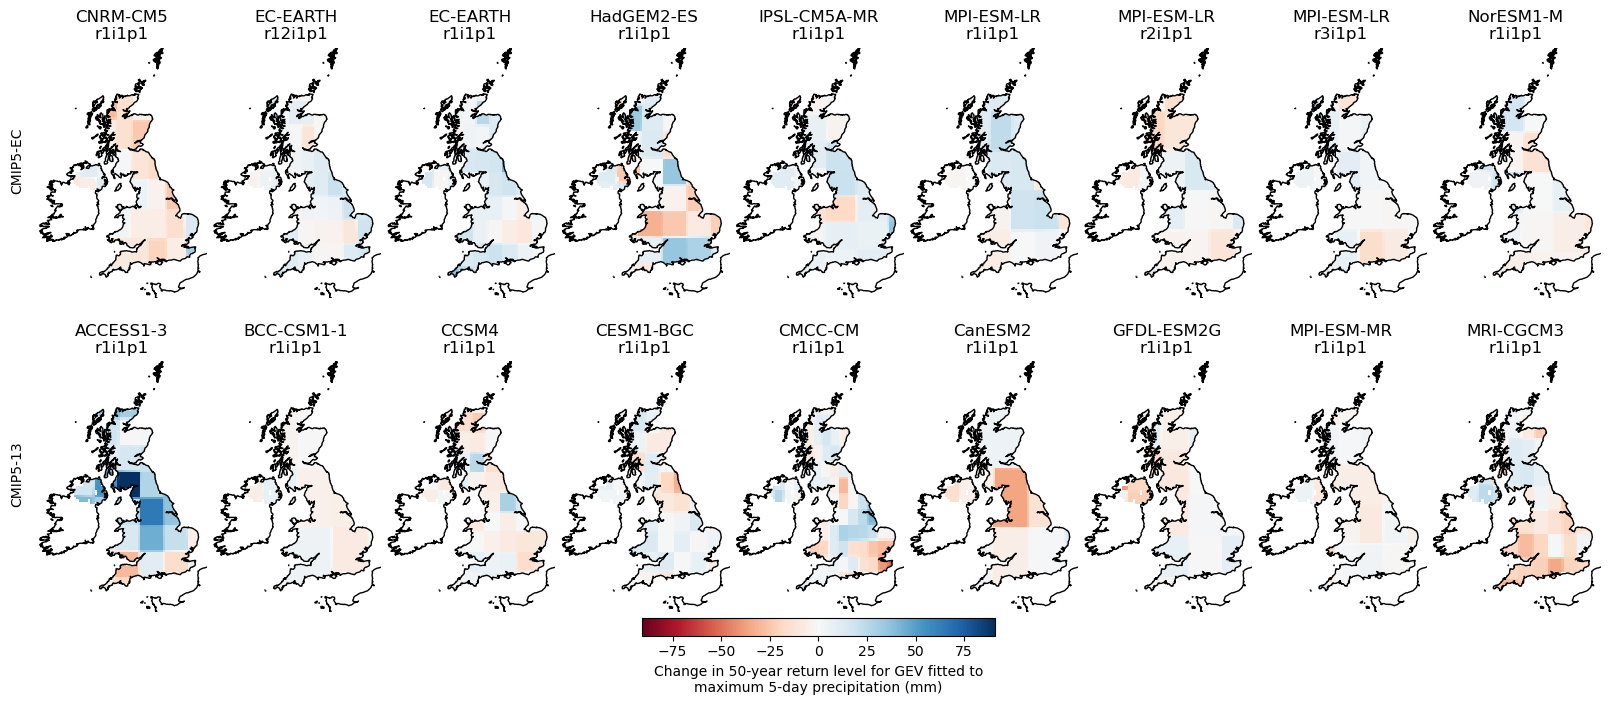 CNRM-CM5 EC-EARTH EC-EARTH HadGEM2-ES IPSL-CM5A-MR MPI-ESM-LR MPI-ESM-LR MPI-ESM-LR NorESM1-M
r1i1p1 r12i1p1 r1i1p1 r1i1p1 r1i1p1 r1i1p1 r2i1p1 r3i1p1 r1i1p1
CMIP5-EC
ACCESS1-3 BCC-CSM1-1 CCSM4 CESM1-BGC CMCC-CM CanESM2 GFDL-ESM2G MPI-ESM-MR MRI-CGCM3
r1i1p1 r1i1p1 r1i1p1 r1i1p1 r1i1p1 r1i1p1 r1i1p1 r1i1p1 r1i1p1
CMIP5-13
−75 −50 −25 0 25 50 75
Change in 50-year return level for GEV fitted to
maximum 5-day precipitation (mm)